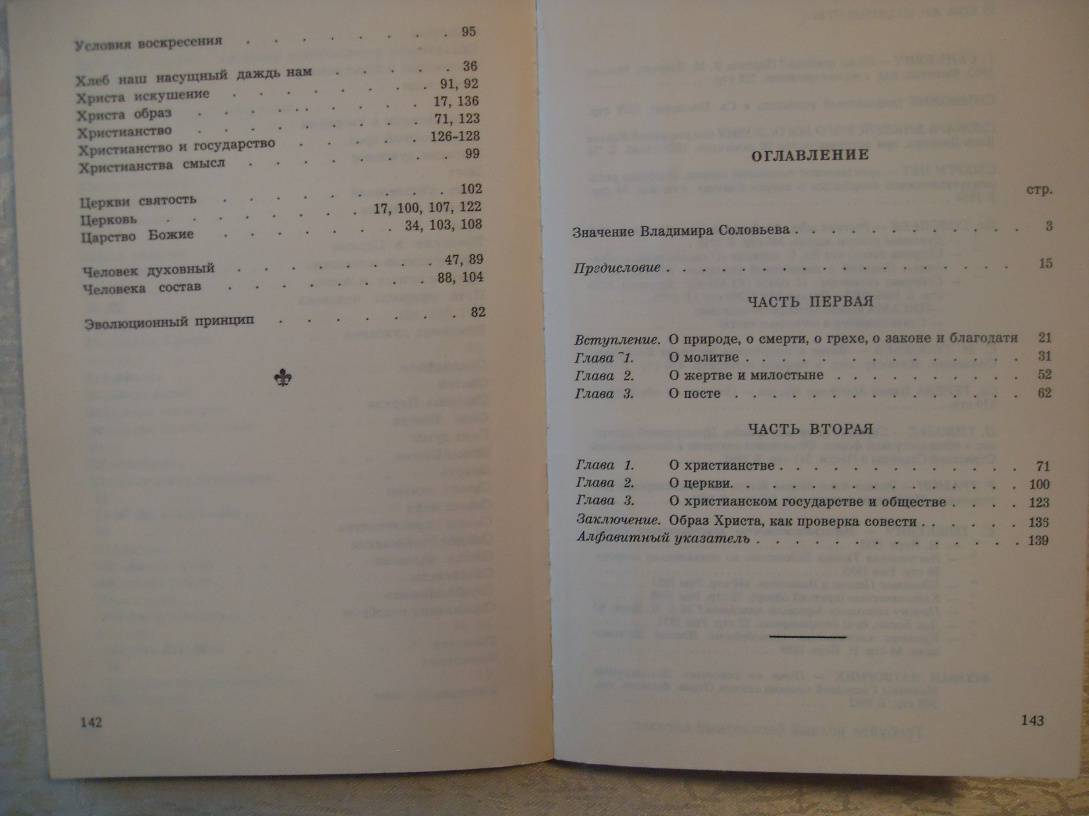 Условия воскресения . . . . . . . 95
Хлеб наш насущный даждь нам . . . . . 36
Христа искушение . . . . . . . . 91, 92
Христа образ . . . . . . . . . 17, 136
Христианство . . . . . . . . . 71, 123
Христианство и государство . . . . . . 126-128
Христианства смысл . . . . . . . . 99
Церкви святость . . . . . . . . 102
Церковь . . . . . . . . 17, 100, 107, 122
Царство Божие . . . . . . . 34, 103, 108
Человек духовный . . . . . . . . 47, 89
Человека состав . . . . . . . . 88, 104
Эволюционный принцип . . . . . . . 82
142
ОГЛАВЛЕНИЕ
стр.
Значение Владимира Соловьева . . . . . . . . . . . 3
Предисловие . . . . . . . . . . . . . . . . . 15
ЧАСТЬ ПЕРВАЯ
Вступление. О природе, о смерти, о грехе, о законе и благодати 21
Глава 1. О молитве . . . . . . . . . . . . . . 31
Глава 2. О жертве и милостыне . . . . . . . . . . 52
Глава 3. О посте . . . . . . . . . . . . . . . 62
ЧАСТЬ ВТОРАЯ
Глава 1. О христианстве . . . . . . . . . . . . . 71
Глава 2. О церкви. . . . . . . . . . . . . . . 100
Глава 3. О христианском государстве и обществе . . . . 123
Заключение. Образ Христа, как проверка совести . . . . . 136
Алфавитный указатель . . . . . . . . . . . . . 139
143